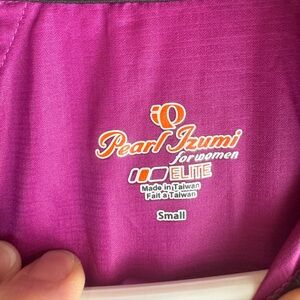 Pearl Izumi
for women
ELITE
Made in Taiwan
Fait a Taiwan
Small